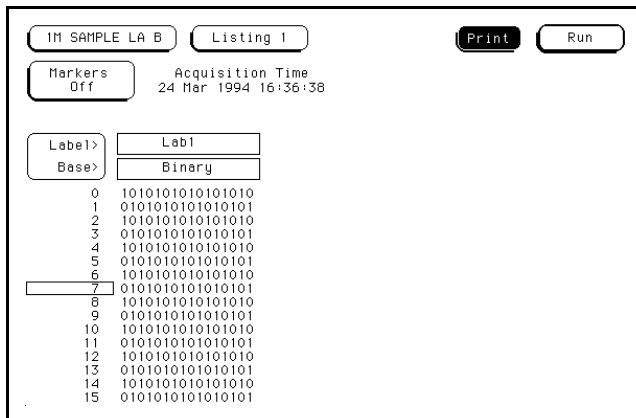 1M SAMPLE LA B Listing 1 Print Run
Markers Off
Acquisition Time
24 Mar 1994 16:36:38
Label> Lab1
Base> Binary
0 1010101010101010
1 0101010101010101
2 1010101010101010
3 0101010101010101
4 1010101010101010
5 0101010101010101
6 1010101010101010
7 0101010101010101
8 1010101010101010
9 0101010101010101
10 1010101010101010
11 0101010101010101
12 1010101010101010
13 0101010101010101
14 1010101010101010
15 0101010101010101